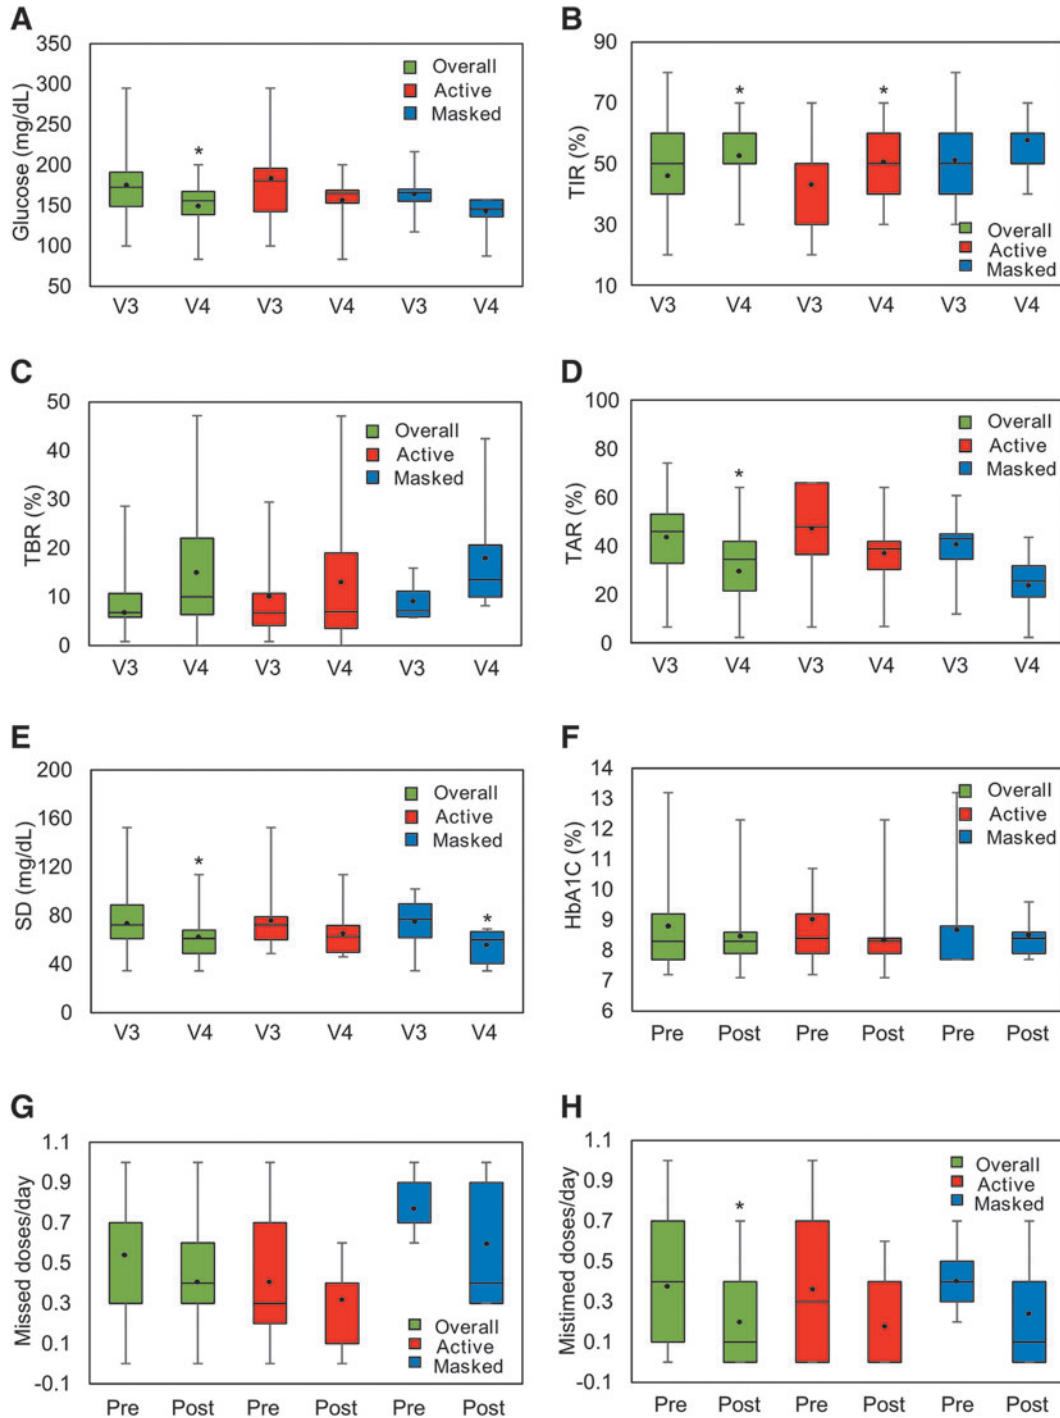 A
Glucose (mg/dL)
350
300
250
200
150
100
50
Overall
Active
Masked
*
V3 V4 V3 V4 V3 V4
B
TIR (%)
90
70
50
30
10
* *
Overall
Active
Masked
V3 V4 V3 V4 V3 V4
C
TBR (%)
50
40
30
20
10
0
Overall
Active
Masked
V3 V4 V3 V4 V3 V4
D
TAR (%)
100
80
60
40
20
0
Overall
Active
Masked
*
V3 V4 V3 V4 V3 V4
E
SD (mg/dL)
200
160
120
80
40
0
Overall
Active
Masked
* *
V3 V4 V3 V4 V3 V4
F
HbA1C (%)
14
13
12
11
10
9
8
7
6
Overall
Active
Masked
Pre Post Pre Post Pre Post
G
Missed doses/day
1.1
0.9
0.7
0.5
0.3
0.1
-0.1
Overall
Active
Masked
Pre Post Pre Post Pre Post
H
Mistimed doses/day
1.1
0.9
0.7
0.5
0.3
0.1
-0.1
Overall
Active
Masked
*
Pre Post Pre Post Pre Post